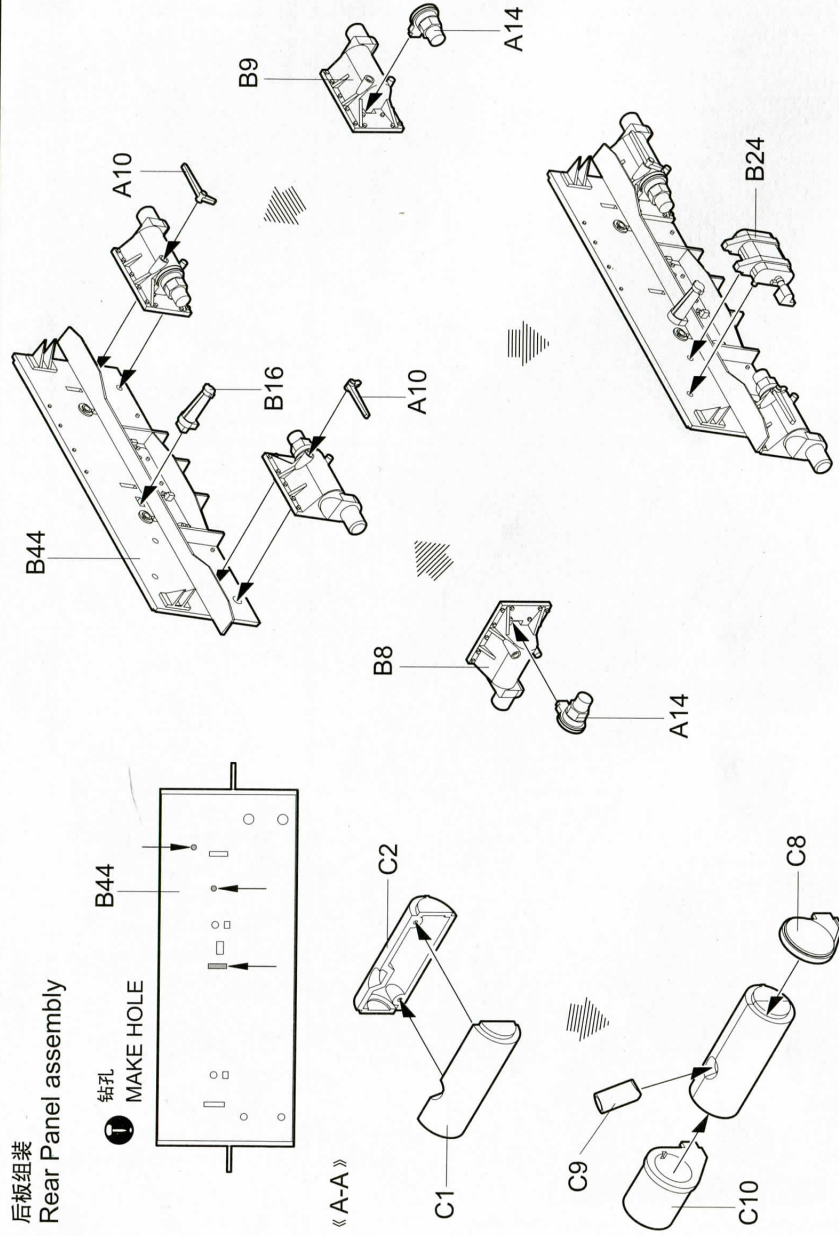 后板组装
Rear Panel assembly
钻孔
MAKE HOLE
B44
B44
A10
B9
A14
B16
A10
B8
A14
B24
« A-A »
C2
C1
C9
C10
C8